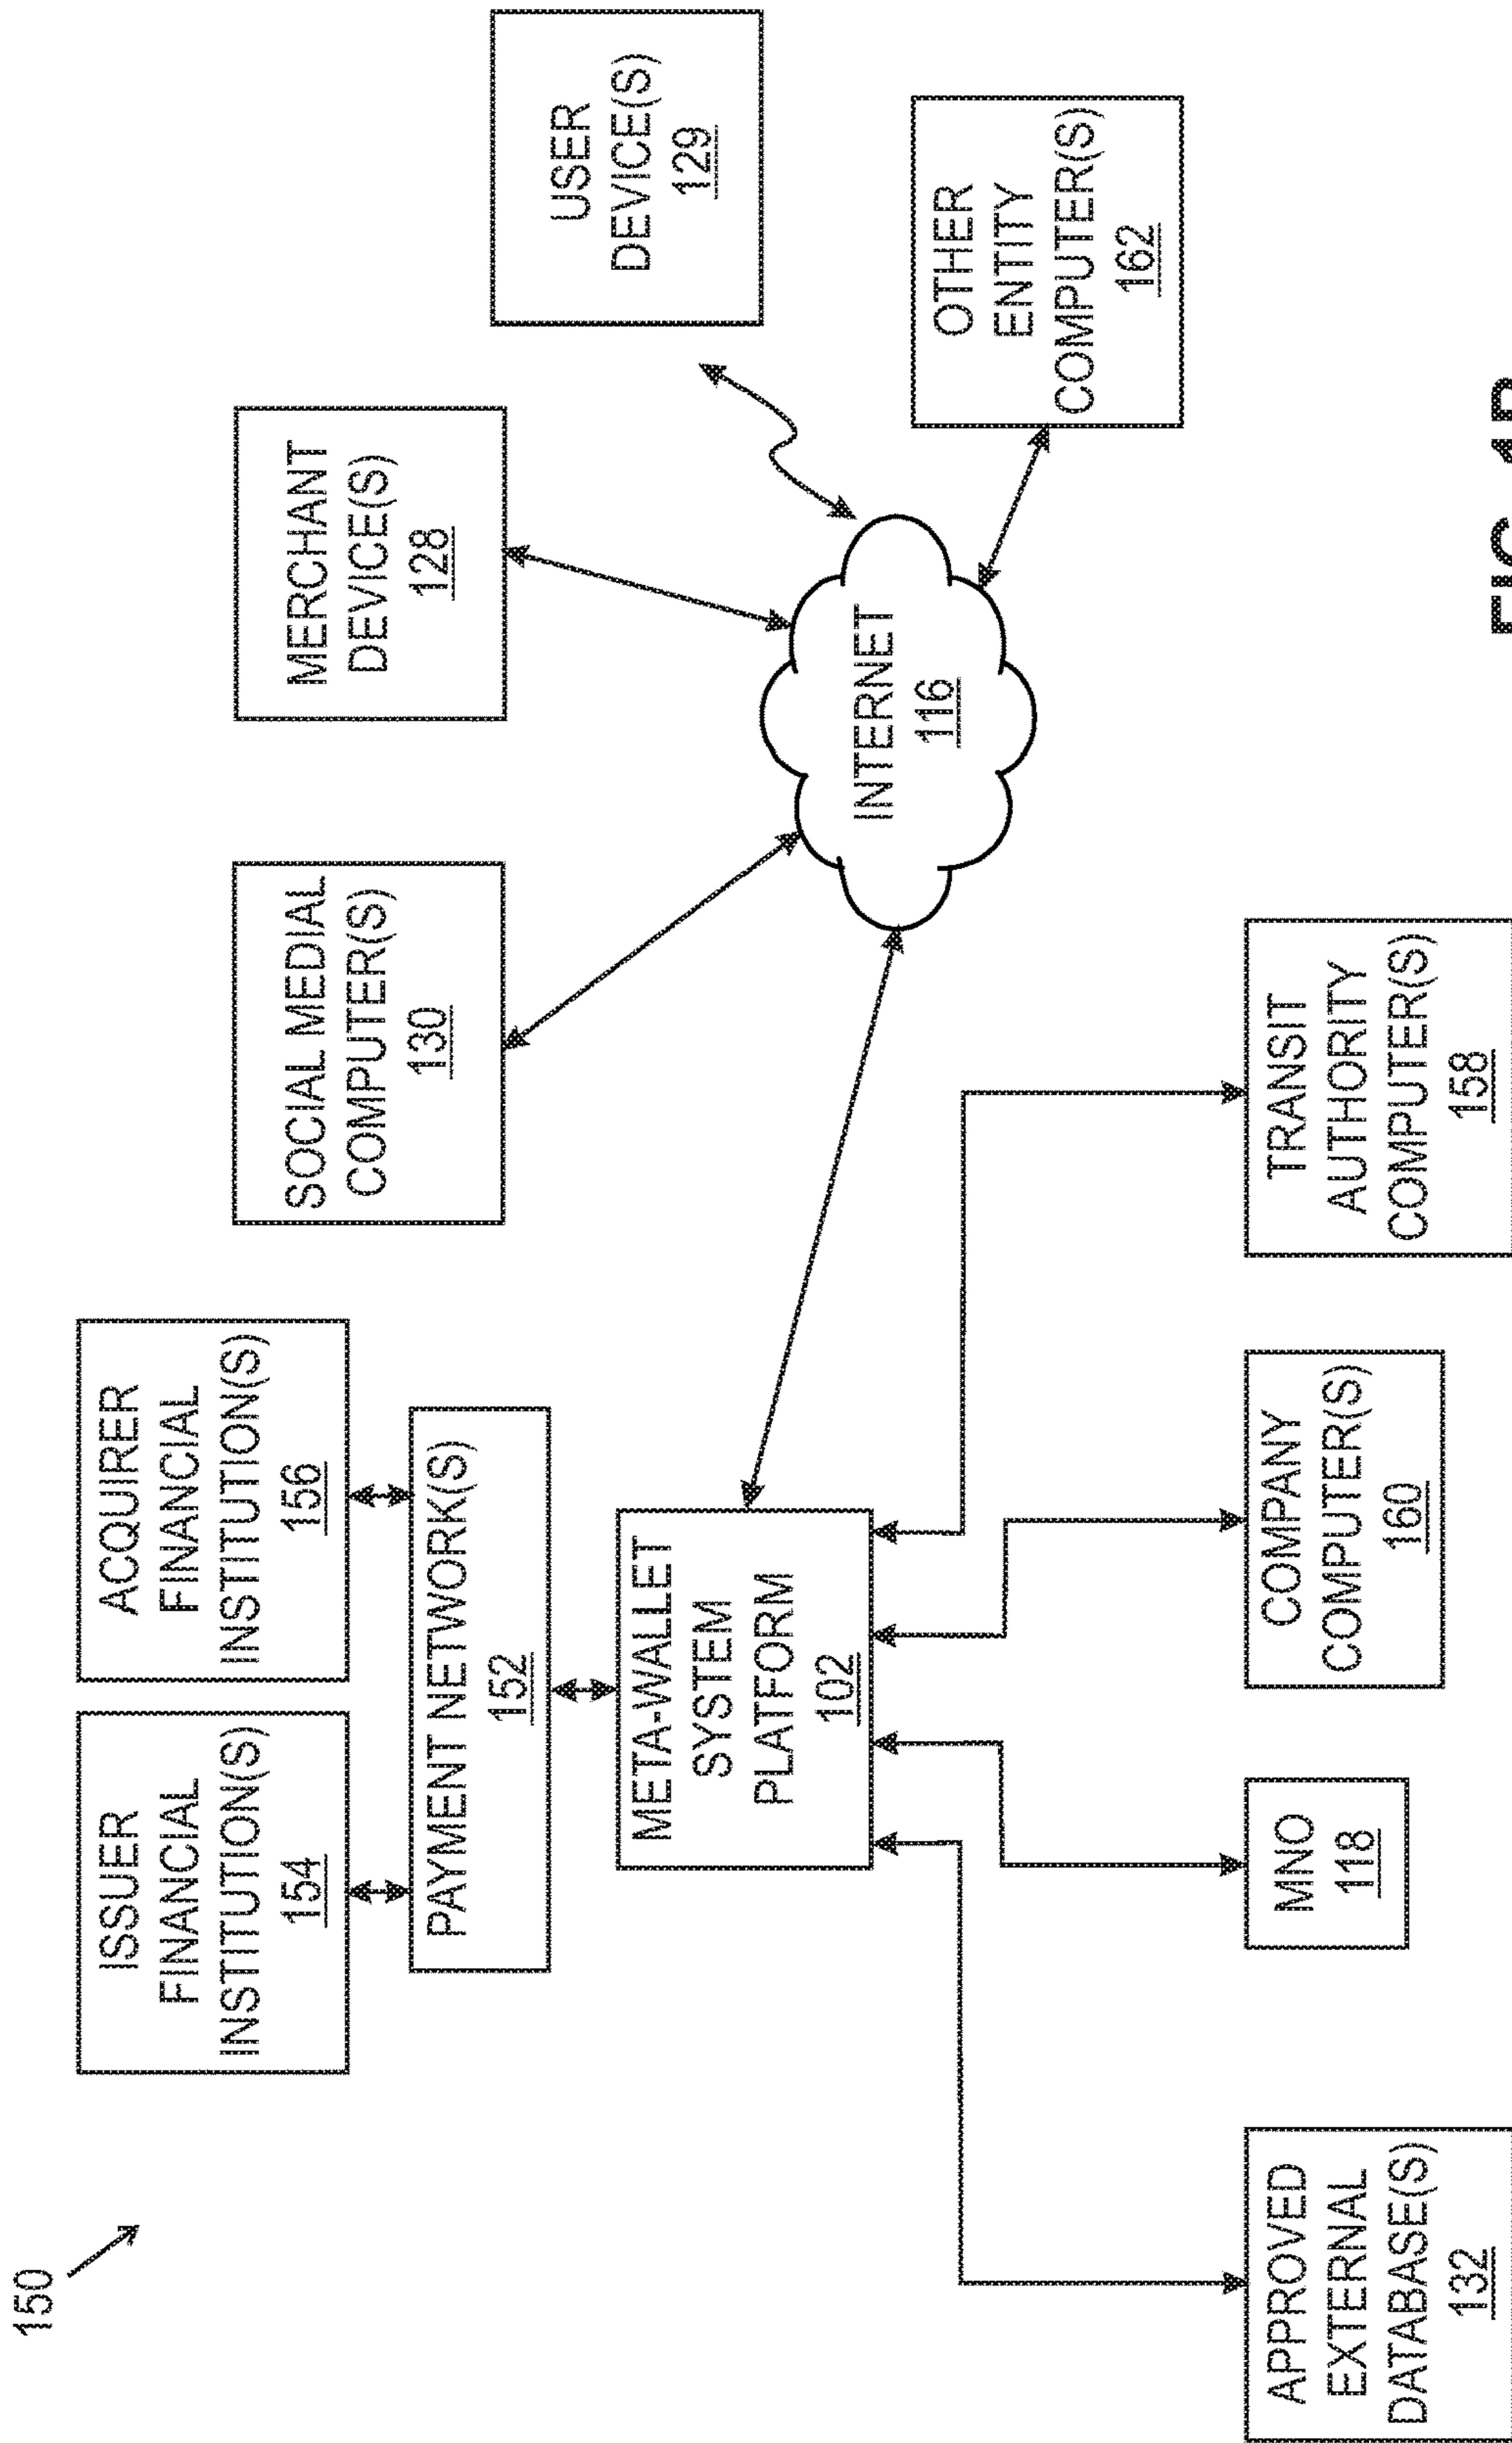 150
ISSUER
FINANCIAL
INSTITUTION(S)
154
ACQUIRER
FINANCIAL
INSTITUTION(S)
156
PAYMENT NETWORK(S)
152
META-WALLET
SYSTEM
PLATFORM
102
SOCIAL MEDIAL
COMPUTER(S)
130
MERCHANT
DEVICE(S)
128
USER
DEVICE(S)
129
INTERNET
116
OTHER
ENTITY
COMPUTER(S)
162
APPROVED
EXTERNAL
DATABASE(S)
132
MNO
118
COMPANY
COMPUTER(S)
160
TRANSIT
AUTHORITY
COMPUTER(S)
158